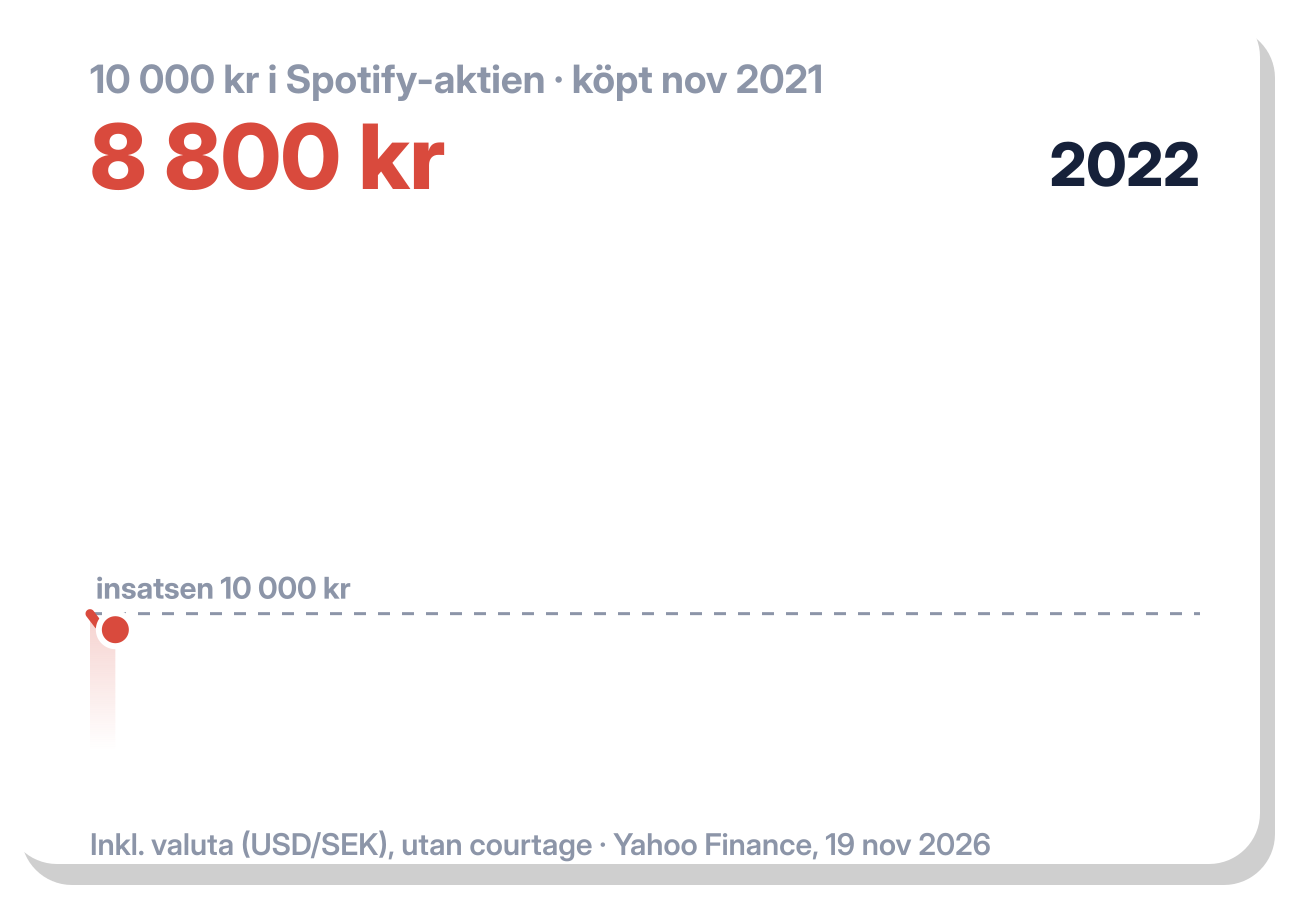 10 000 kr i Spotify-aktien · köpt nov 2021
8 800 kr
2022
insatsen 10 000 kr
Inkl. valuta (USD/SEK), utan courtage · Yahoo Finance, 19 nov 2026